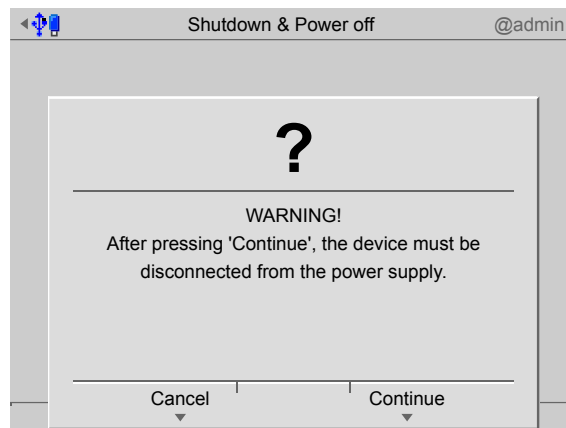 Shutdown & Power off @admin
?
WARNING!
After pressing 'Continue', the device must be
disconnected from the power supply.
Cancel Continue